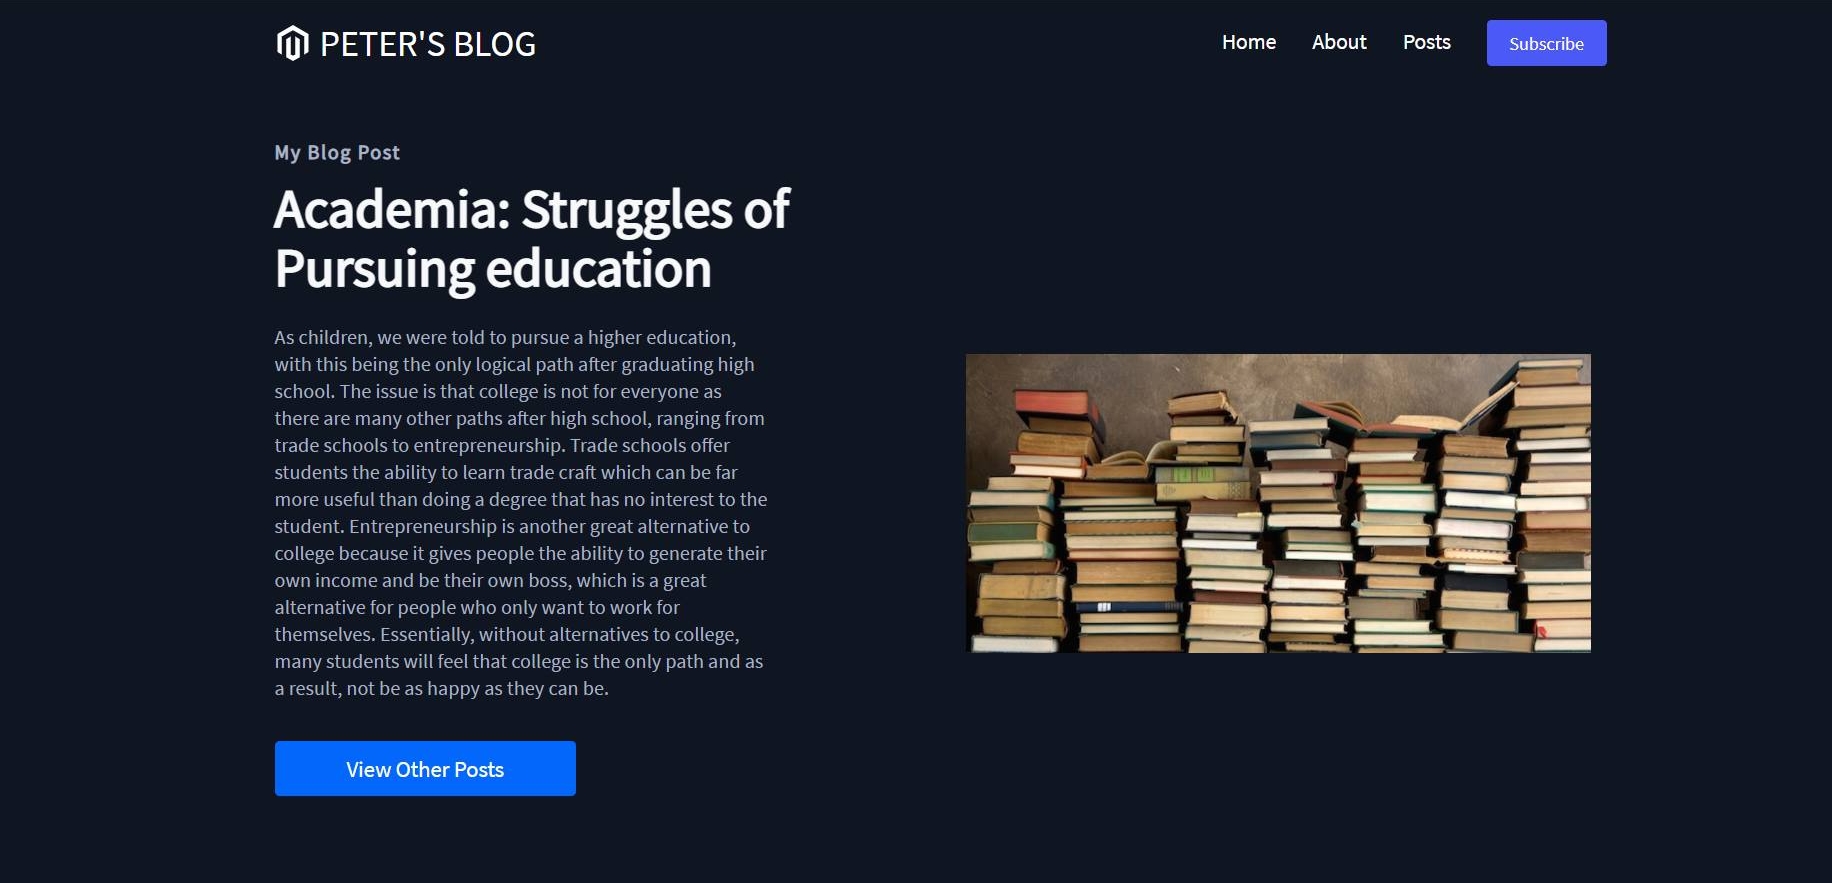 PETER'S BLOG
Home
About
Posts
Subscribe
My Blog Post
Academia: Struggles of
Pursuing education
As children, we were told to pursue a higher education,
with this being the only logical path after graduating high
school. The issue is that college is not for everyone as
there are many other paths after high school, ranging from
trade schools to entrepreneurship. Trade schools offer
students the ability to learn trade craft which can be far
more useful than doing a degree that has no interest to the
student. Entrepreneurship is another great alternative to
college because it gives people the ability to generate their
own income and be their own boss, which is a great
alternative for people who only want to work for
themselves. Essentially, without alternatives to college,
many students will feel that college is the only path and as
a result, not be as happy as they can be.
View Other Posts